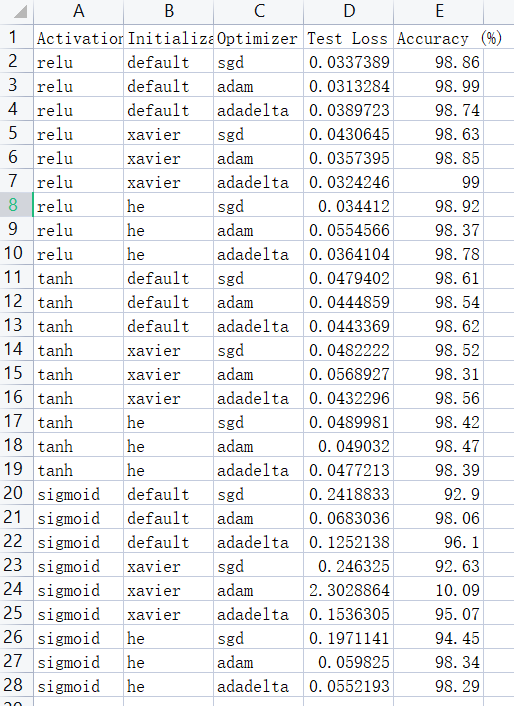 A B C D E
1 Activation Initializa Optimizer Test Loss Accuracy (%)
2 relu default sgd 0.0337389 98.86
3 relu default adam 0.0313284 98.99
4 relu default adadelta 0.0389723 98.74
5 relu xavier sgd 0.0430645 98.63
6 relu xavier adam 0.0357395 98.85
7 relu xavier adadelta 0.0324246 99
8 relu he sgd 0.034412 98.92
9 relu he adam 0.0554566 98.37
10 relu he adadelta 0.0364104 98.78
11 tanh default sgd 0.0479402 98.61
12 tanh default adam 0.0444859 98.54
13 tanh default adadelta 0.0443369 98.62
14 tanh xavier sgd 0.0482222 98.52
15 tanh xavier adam 0.0568927 98.31
16 tanh xavier adadelta 0.0432296 98.56
17 tanh he sgd 0.0489981 98.42
18 tanh he adam 0.049032 98.47
19 tanh he adadelta 0.0477213 98.39
20 sigmoid default sgd 0.2418833 92.9
21 sigmoid default adam 0.0683036 98.06
22 sigmoid default adadelta 0.1252138 96.1
23 sigmoid xavier sgd 0.246325 92.63
24 sigmoid xavier adam 2.3028864 10.09
25 sigmoid xavier adadelta 0.1536305 95.07
26 sigmoid he sgd 0.1971141 94.45
27 sigmoid he adam 0.059825 98.34
28 sigmoid he adadelta 0.0552193 98.29